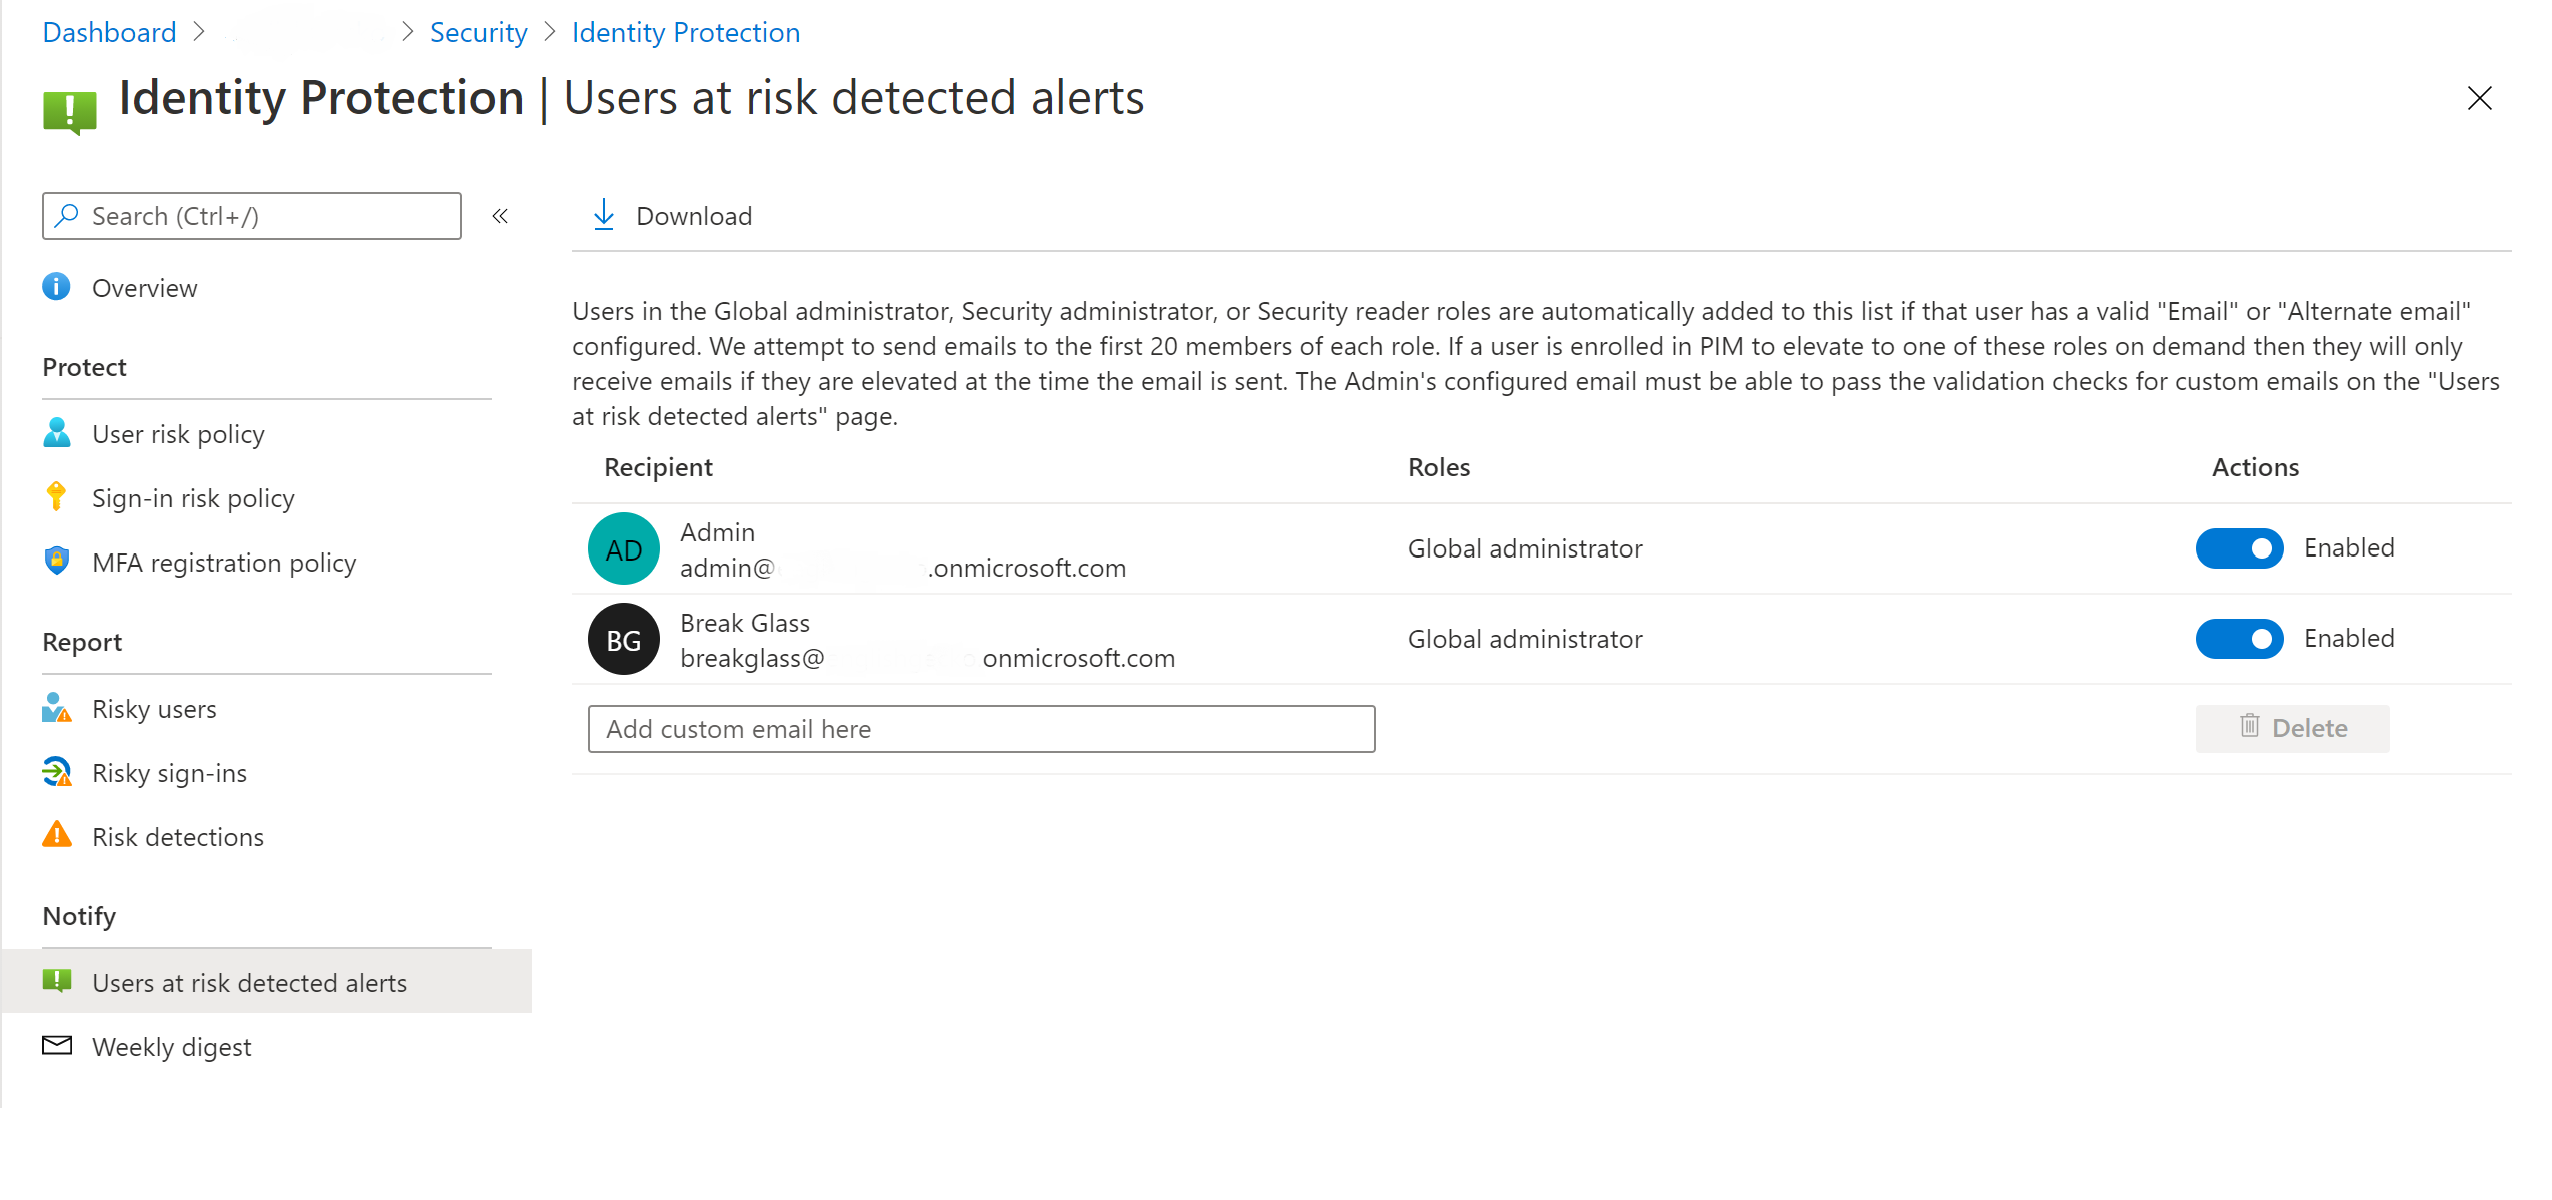 Dashboard > > Security > Identity Protection
Identity Protection | Users at risk detected alerts
Search (Ctrl+/)
«
Overview
Protect
User risk policy
Sign-in risk policy
MFA registration policy
Report
Risky users
Risky sign-ins
Risk detections
Notify
Users at risk detected alerts
Weekly digest
Download
Users in the Global administrator, Security administrator, or Security reader roles are automatically added to this list if that user has a valid "Email" or "Alternate email"
configured. We attempt to send emails to the first 20 members of each role. If a user is enrolled in PIM to elevate to one of these roles on demand then they will only
receive emails if they are elevated at the time the email is sent. The Admin's configured email must be able to pass the validation checks for custom emails on the "Users
at risk detected alerts" page.
Recipient Roles Actions
AD Admin
admin@ .onmicrosoft.com Global administrator Enabled
BG Break Glass
breakglass@ onmicrosoft.com Global administrator Enabled
Add custom email here Delete